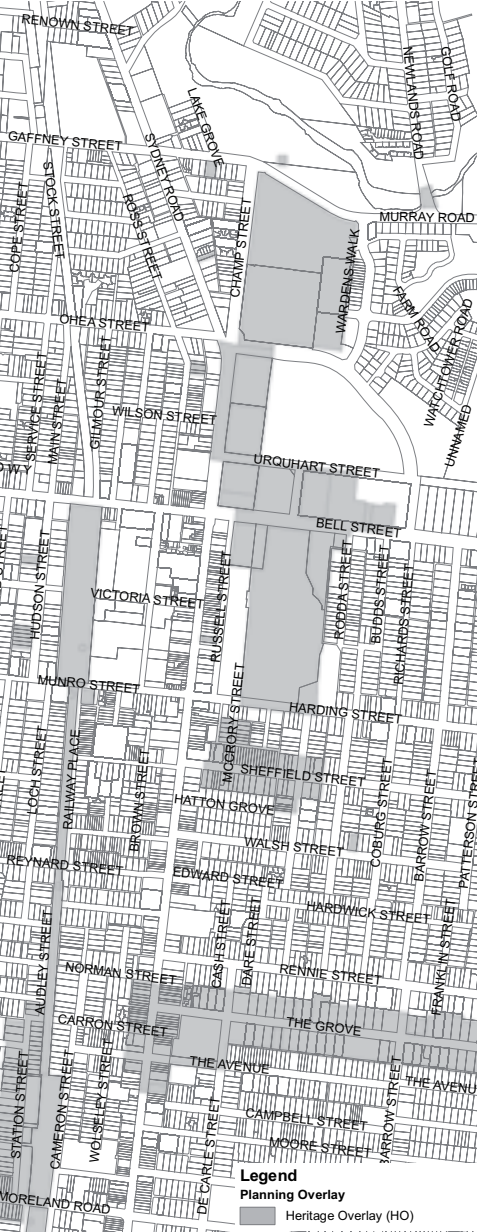 RENOWN STREET
GOLF ROAD
NEWLANDS ROAD
LAKE GROVE
GAFFNEY STREET
SYDNEY ROAD
STOCK STREET
ROSS STREET
COPE STREET
CHAMP STREET
MURRAY ROAD
WARDENS WALK
FARM ROAD
WATCHTOWER ROAD
OHEA STREET
GILMOUR STREET
SERVICE STREET
MAIN STREET
WILSON STREET
UNNAMED
URQUHART STREET
BELL STREET
HUDSON STREET
VICTORIA STREET
RUSSELL STREET
RODDA STREET
BUDDS STREET
RICHARDS STREET
MUNRO STREET
MCCRORY STREET
HARDING STREET
LOCH STREET
RAILWAY PLACE
BROWN STREET
SHEFFIELD STREET
HATTON GROVE
COBURG STREET
BARROW STREET
PATTERSON STREET
WALSH STREET
REYNARD STREET
EDWARD STREET
HARDWICK STREET
CASH STREET
DARE STREET
FRANKLIN STREET
AUDLEY STREET
NORMAN STREET
RENNIE STREET
CARRON STREET
THE GROVE
THE AVENUE
THE AVENU
STATION STREET
CAMERON STREET
WOLSELEY STREET
BARROW STREET
DE CARLE STREET
CAMPBELL STREET
MOORE STREET
MORELAND ROAD
Legend
Planning Overlay
Heritage Overlay (HO)